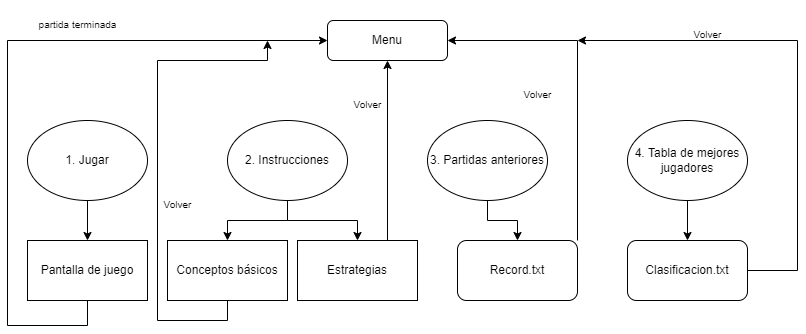 partida terminada
Menu
Volver
Volver
Volver
1. Jugar
2. Instrucciones
3. Partidas anteriores
4. Tabla de mejores
jugadores
Volver
Pantalla de juego
Conceptos básicos
Estrategias
Record.txt
Clasificacion.txt